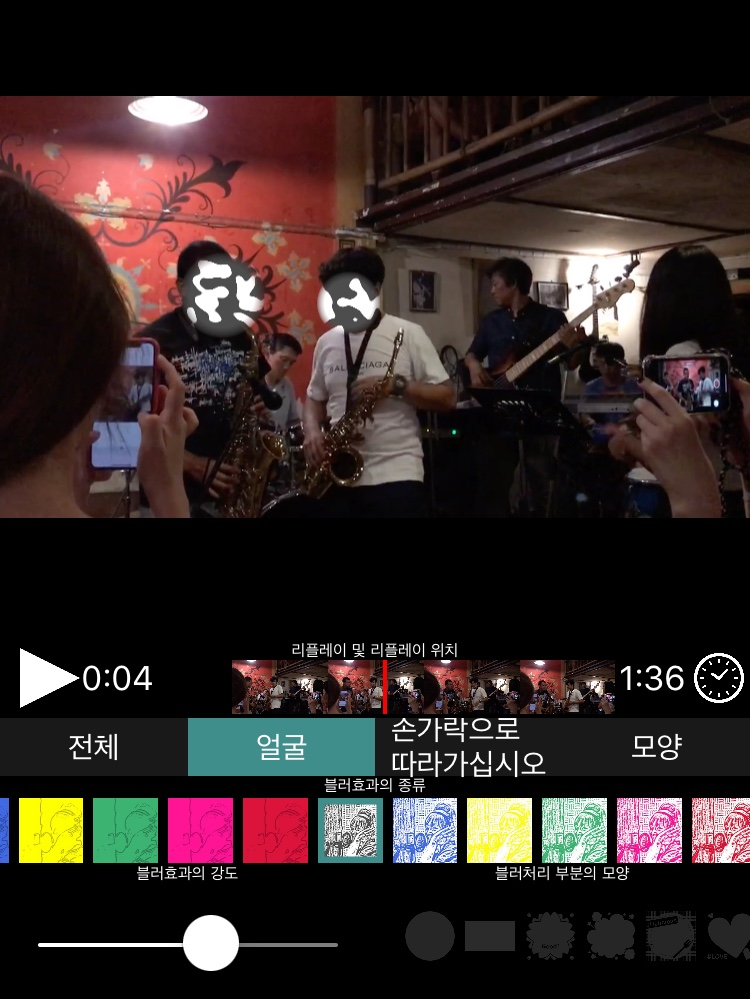 BALENCIAGA
리플레이 및 리플레이 위치
0:04
1:36
전체
얼굴
손가락으로
따라가십시오
모양
블러효과의 종류
블러효과의 강도
블러처리 부분의 모양